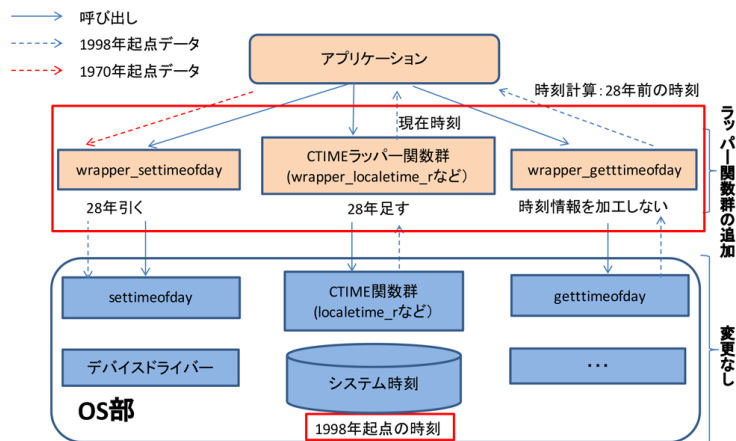 呼び出し
1998年起点データ
1970年起点データ
アプリケーション
時刻計算：28年前の時刻
現在時刻
wrapper_settimeofday
CTIMEラッパー関数群
(wrapper_localetime_rなど)
wrapper_getttimeofday
28年引く
28年足す
時刻情報を加工しない
ラッパー関数群の追加
settimeofday
CTIME関数群
(localetime_rなど)
getttimeofday
デバイスドライバー
システム時刻
・・・
OS部
1998年起点の時刻
変更なし